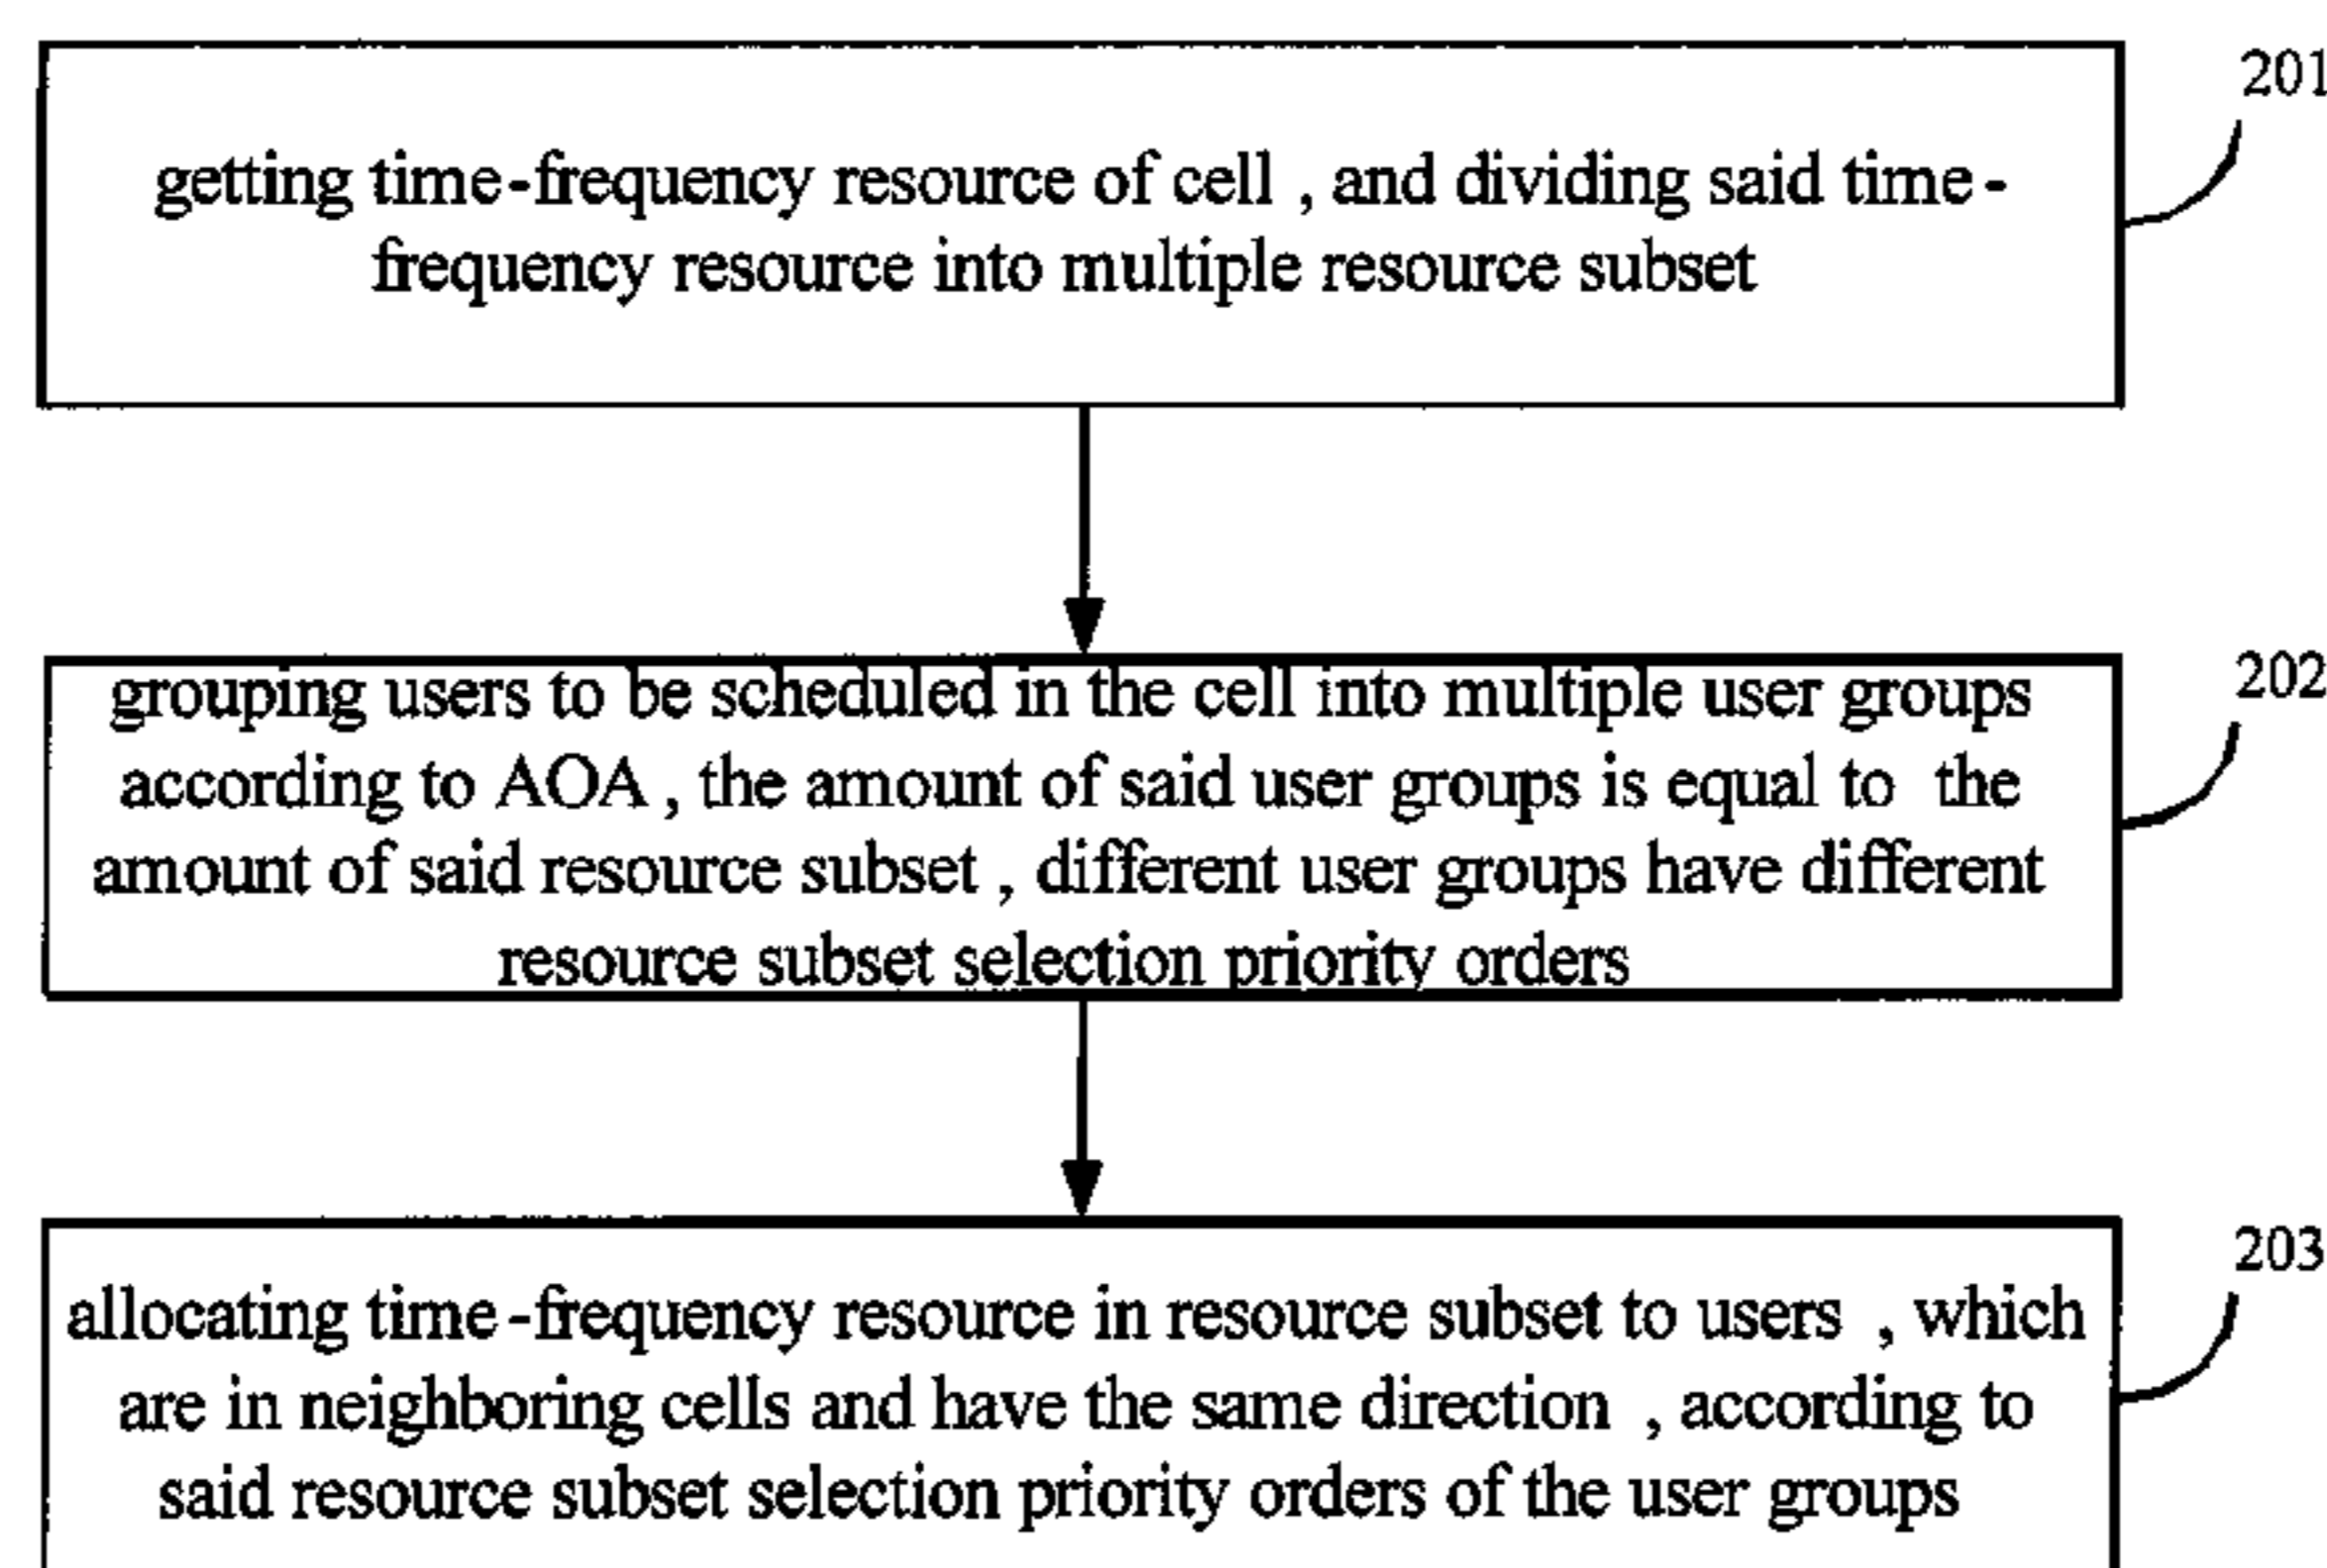 201
getting time-frequency resource of cell , and dividing said time-
frequency resource into multiple resource subset
202
grouping users to be scheduled in the cell into multiple user groups
according to AOA , the amount of said user groups is equal to the
amount of said resource subset , different user groups have different
resource subset selection priority orders
203
allocating time-frequency resource in resource subset to users , which
are in neighboring cells and have the same direction , according to
said resource subset selection priority orders of the user groups